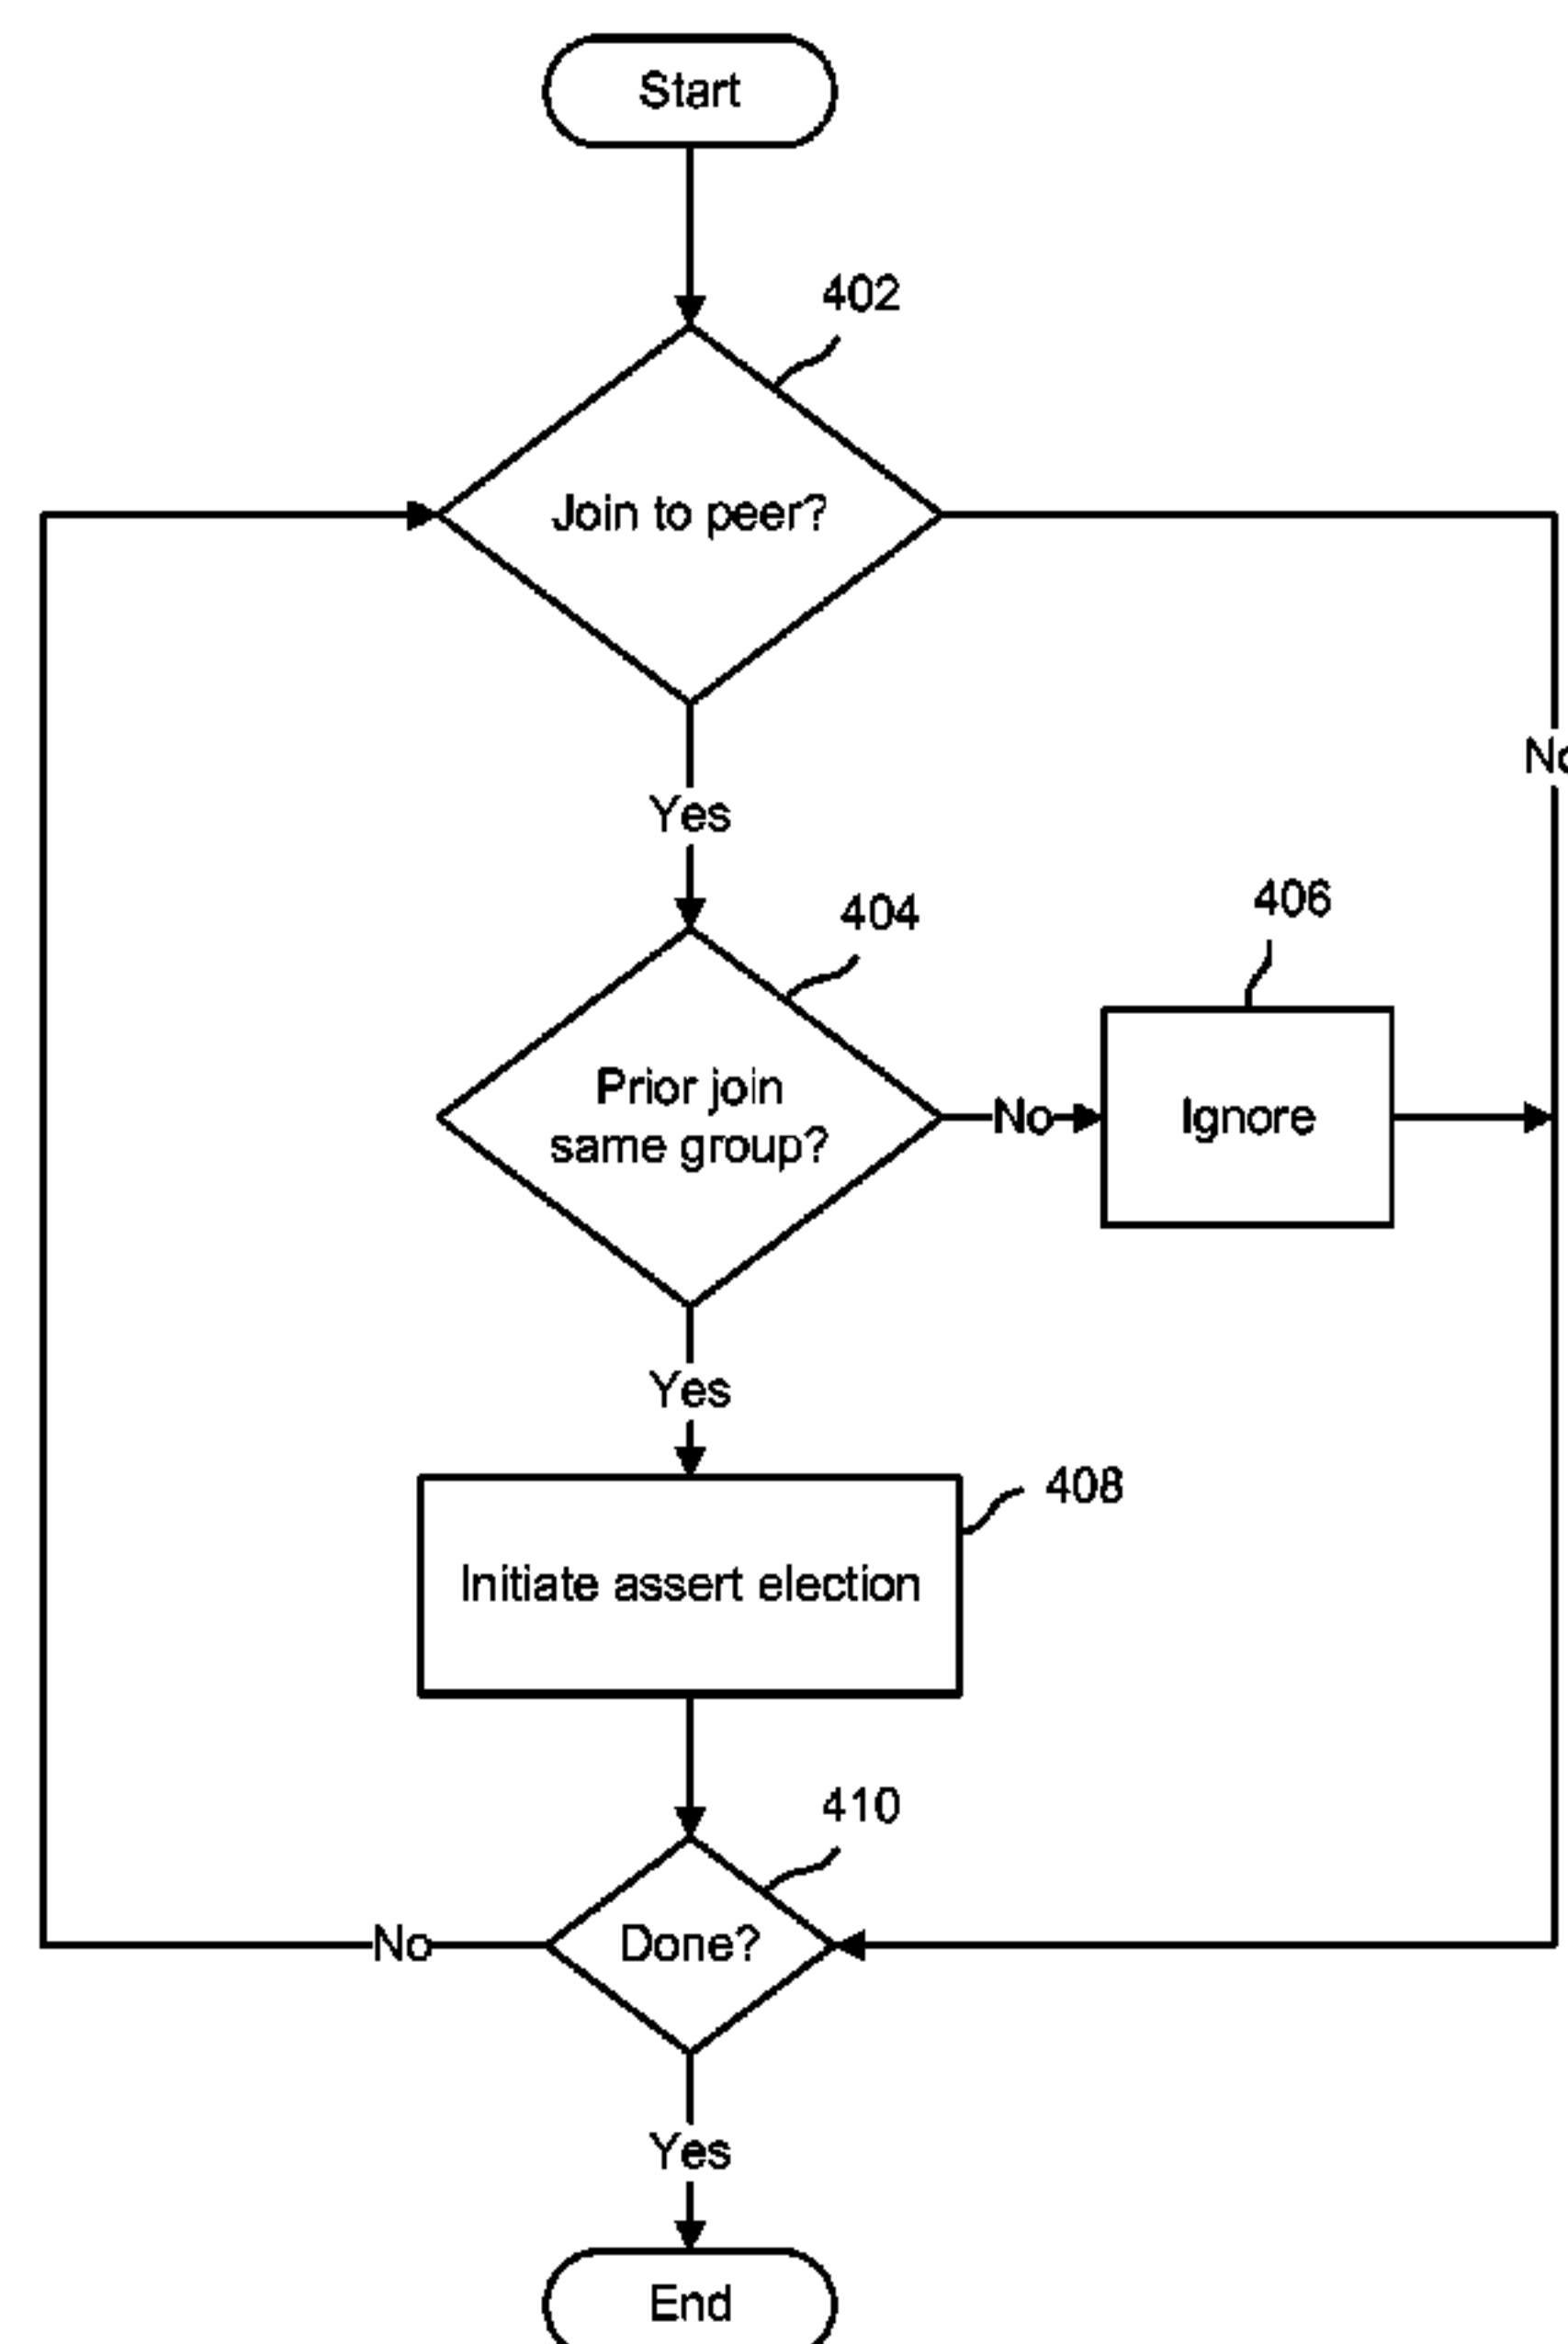 Start
402
Join to peer?
No
Yes
404
406
Prior join
same group?
No
Ignore
Yes
408
Initiate assert election
410
No
Done?
Yes
End